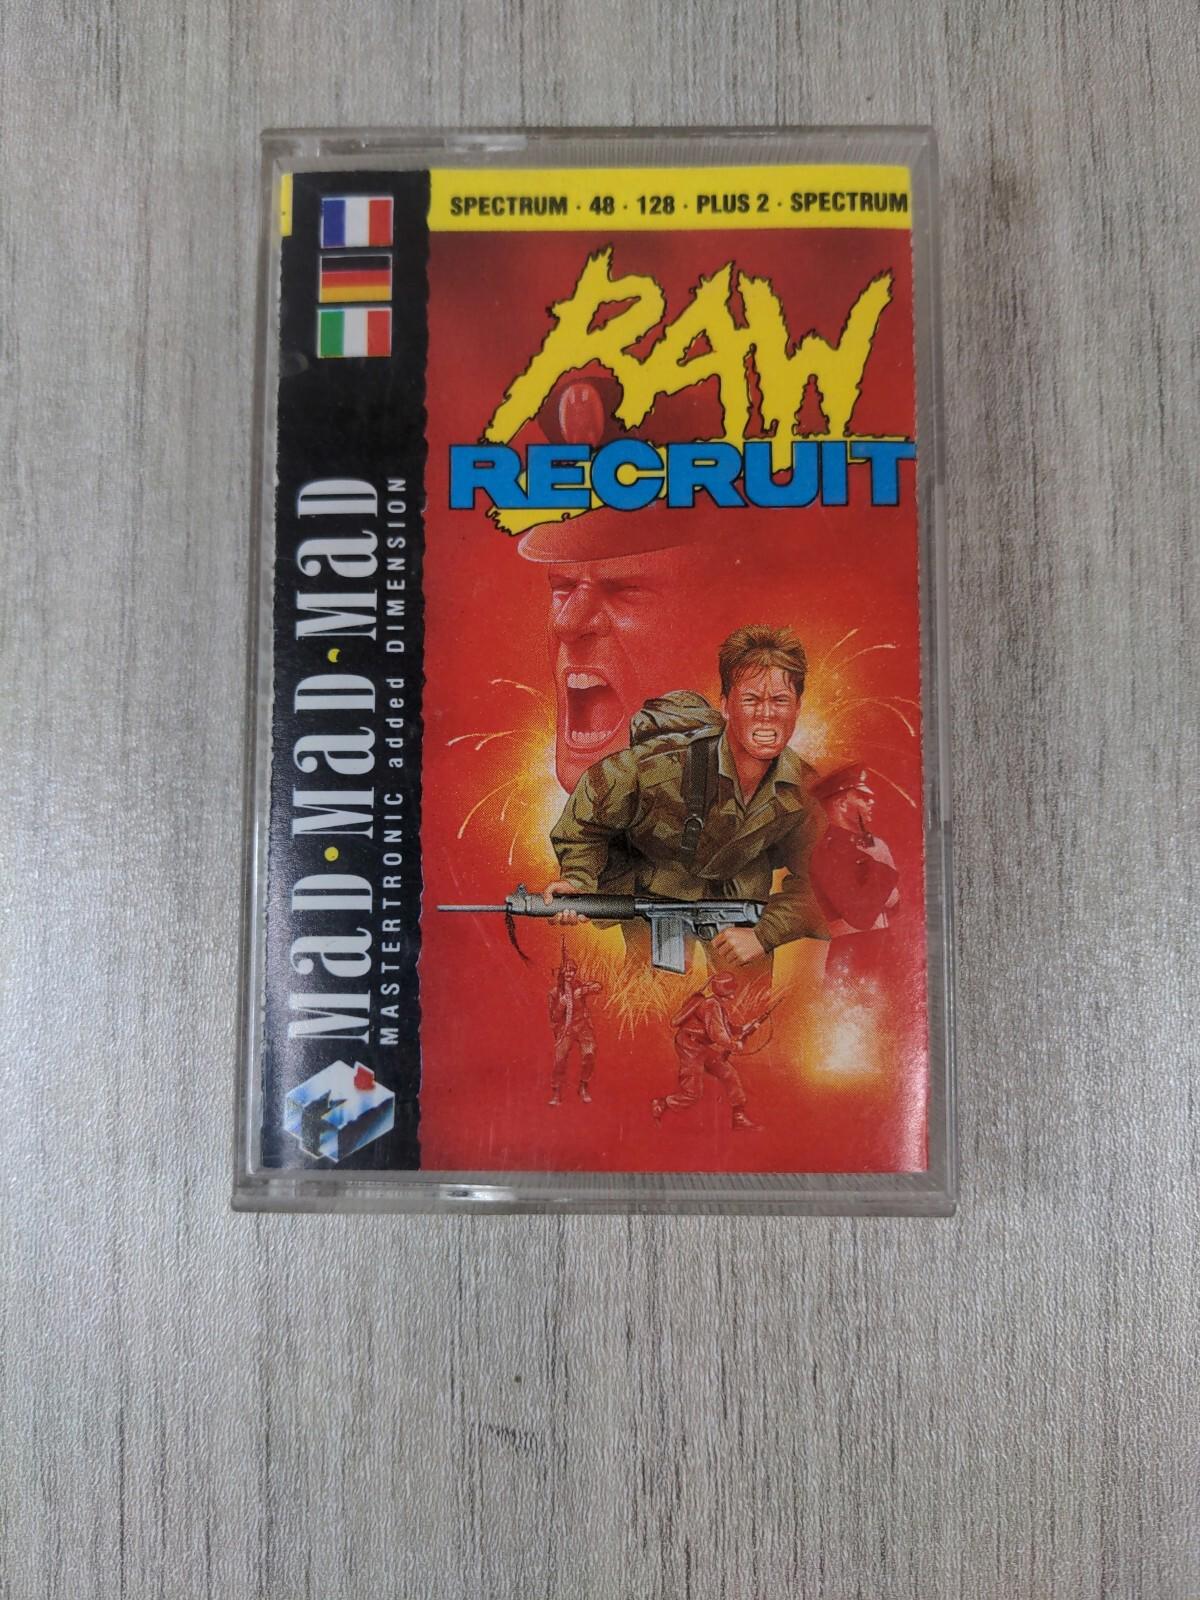 SPECTRUM · 48 · 128 · PLUS 2 · SPECTRUM
RAW
RECRUIT
MaD·MaD·MaD
MASTERTRONIC added DIMENSION